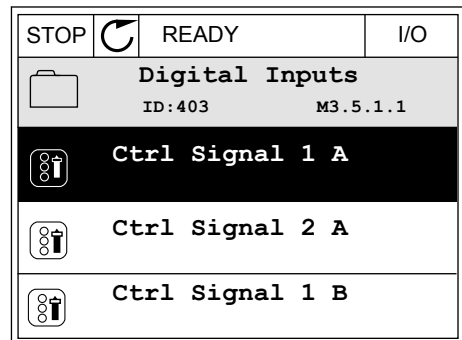 STOP READY I/O
Digital Inputs
ID:403 M3.5.1.1
Ctrl Signal 1 A
Ctrl Signal 2 A
Ctrl Signal 1 B